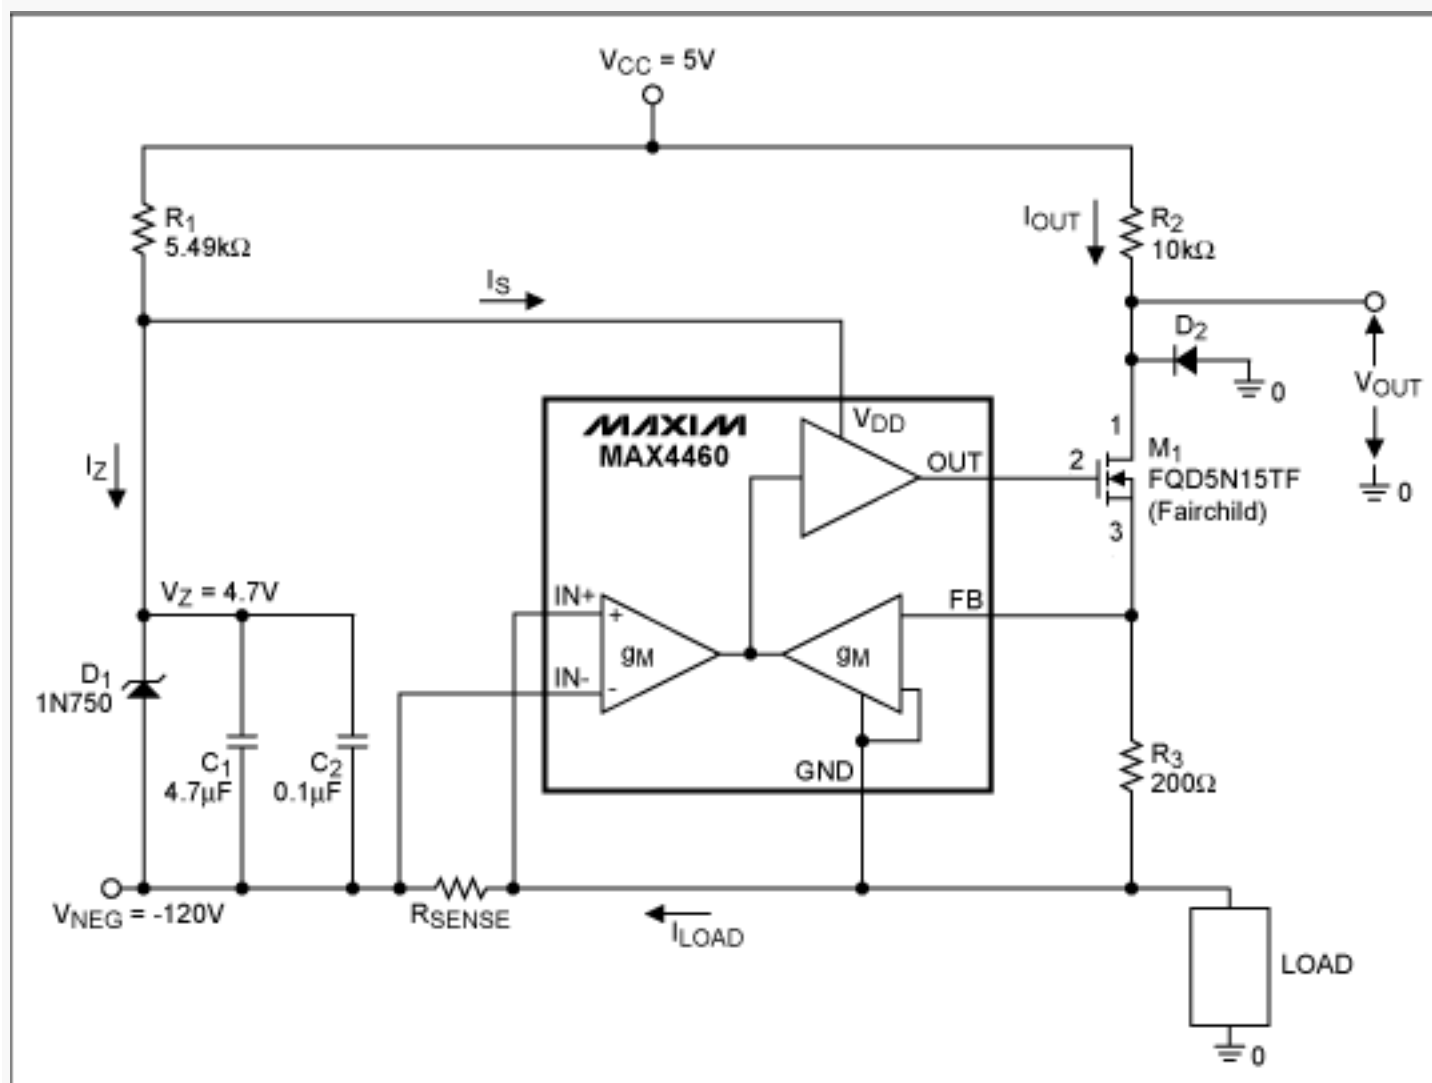 VCC = 5V
R1
5.49kΩ
IOUT
R2
10kΩ
IS
D2
0
VOUT
0
MAXIM
MAX4460
VDD
OUT
1
2
3
M1
FQD5N15TF
(Fairchild)
IZ
VZ = 4.7V
IN+
+
gM
IN-
-
gM
FB
D1
1N750
C1
4.7µF
C2
0.1µF
GND
R3
200Ω
VNEG = -120V
RSENSE
ILOAD
LOAD
0